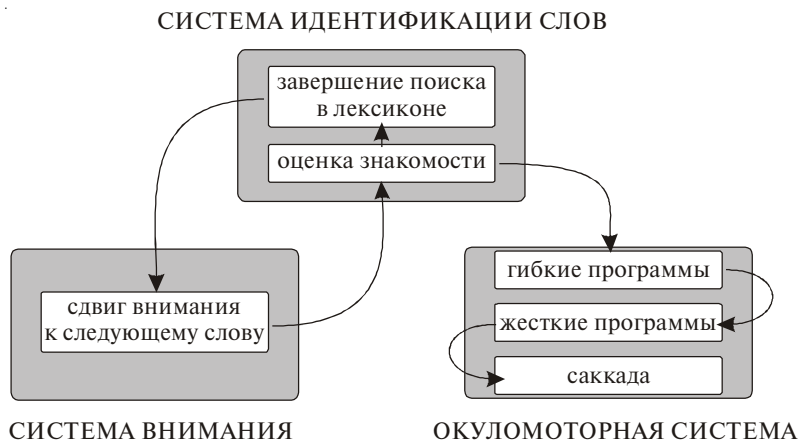 СИСТЕМА ИДЕНТИФИКАЦИИ СЛОВ
завершение поиска
в лексиконе
оценка знакомости
гибкие программы
сдвиг внимания
к следующему слову
жесткие программы
саккада
СИСТЕМА ВНИМАНИЯ
ОКУЛОМОТОРНАЯ СИСТЕМА